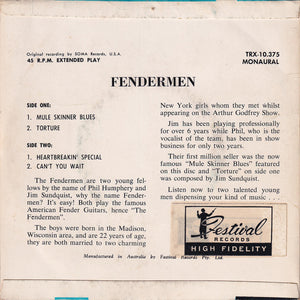 Original recording by SOMA Records, U.S.A.
45 R.P.M. EXTENDED PLAY
TRX-10.375
MONAURAL
FENDERMEN
SIDE ONE:
1. MULE SKINNER BLUES
2. TORTURE
SIDE TWO:
1. HEARTBREAKIN' SPECIAL
2. CAN'T YOU WAIT
The Fendermen are two young fel-
lows by the name of Phil Humphery and
Jim Sundquist, why the name Fender-
men? It's easy! Both play the famous
American Fender Guitars, hence "The
Fendermen".
The boys were born in the Madison,
Wisconsin area, and are 22 years of age,
they are married to two charming
New York girls whom they met whilst
appearing on the Arthur Godfrey Show.
Jim has been playing professionally
for over 6 years while Phil, who is the
vocalist of the team, has been in show
business for only two years.
Their first million seller was the now
famous "Mule Skinner Blues" featured
on this disc and "Torture" on side one
was composed by Jim Sundquist.
Listen now to two talented young
men dispensing your kind of music . . .
Festival
RECORDS
HIGH FIDELITY
Manufactured in Australia by Festival Records Pty. Ltd.